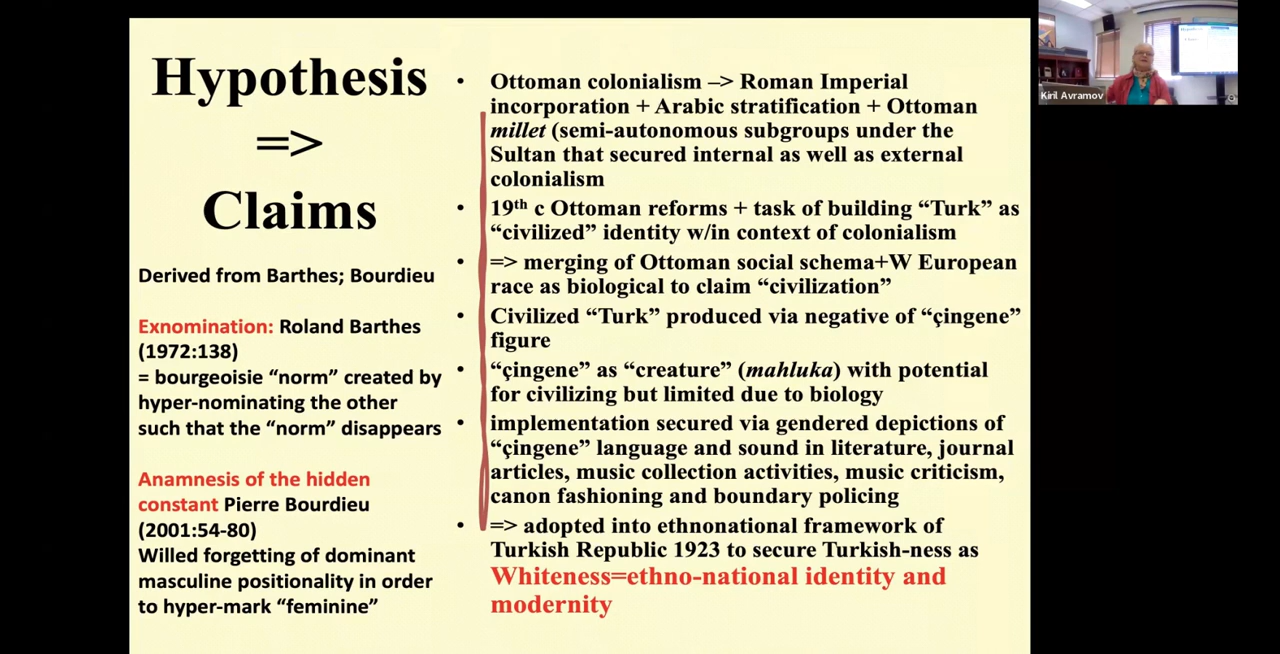 Hypothesis
=>
Claims
Derived from Barthes; Bourdieu
Exnomination: Roland Barthes
(1972:138)
= bourgeoisie “norm” created by
hyper-nominating the other
such that the “norm” disappears
Anamnesis of the hidden
constant Pierre Bourdieu
(2001:54-80)
Willed forgetting of dominant
masculine positionality in order
to hyper-mark “feminine”
• Ottoman colonialism –> Roman Imperial
incorporation + Arabic stratification + Ottoman
millet (semi-autonomous subgroups under the
Sultan that secured internal as well as external
colonialism
• 19th c Ottoman reforms + task of building “Turk” as
“civilized” identity w/in context of colonialism
• => merging of Ottoman social schema+W European
race as biological to claim “civilization”
• Civilized “Turk” produced via negative of “çingene”
figure
• “çingene” as “creature” (mahluka) with potential
for civilizing but limited due to biology
• implementation secured via gendered depictions of
“çingene” language and sound in literature, journal
articles, music collection activities, music criticism,
canon fashioning and boundary policing
• => adopted into ethnonational framework of
Turkish Republic 1923 to secure Turkish-ness as
Whiteness=ethno-national identity and
modernity
Kiril Avramov